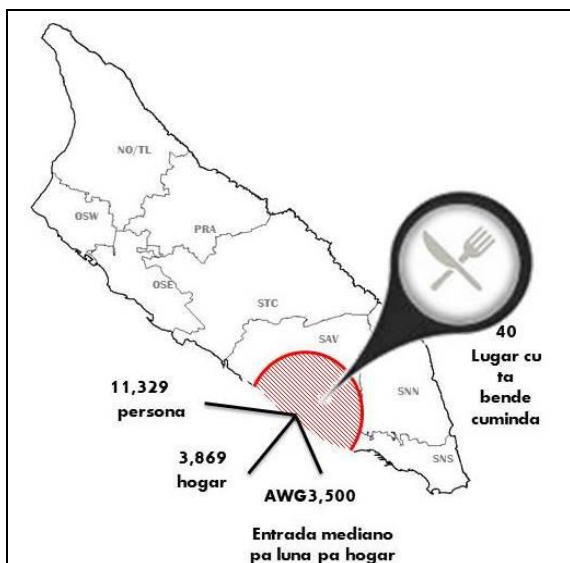 NO/TL
OSW
PRA
OSE
STC
SAV
40
Lugar cu
ta
bende
cuminda
SNN
11,329
persona
SNS
3,869
hogar
AWG3,500
Entrada mediano
pa luna pa hogar